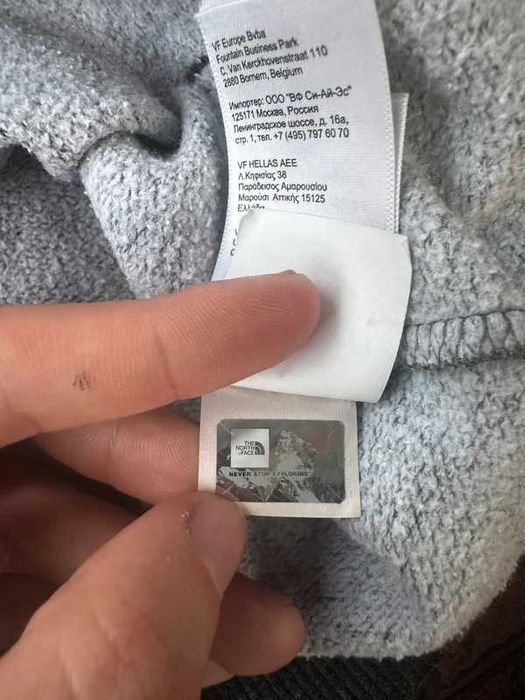 VF Europe Bvba
Fountain Business Park
C. Van Kerckhovenstraat 110
2880 Bornem, Belgium
Импортер: ООО "ВФ Си-Ай-Эс"
125171 Москва, Россия
Ленинградское шоссе, д. 16а,
стр. 1, тел. +7 (495) 797 60 70
VF HELLAS AEE
Λ.Κηφισίας 38
Παράδεισος Αμαρουσίου
Μαρούσι Αττικής 15125
Ελλάδα
THE
NORTH
FACE
NEVER STOP EXPLORING